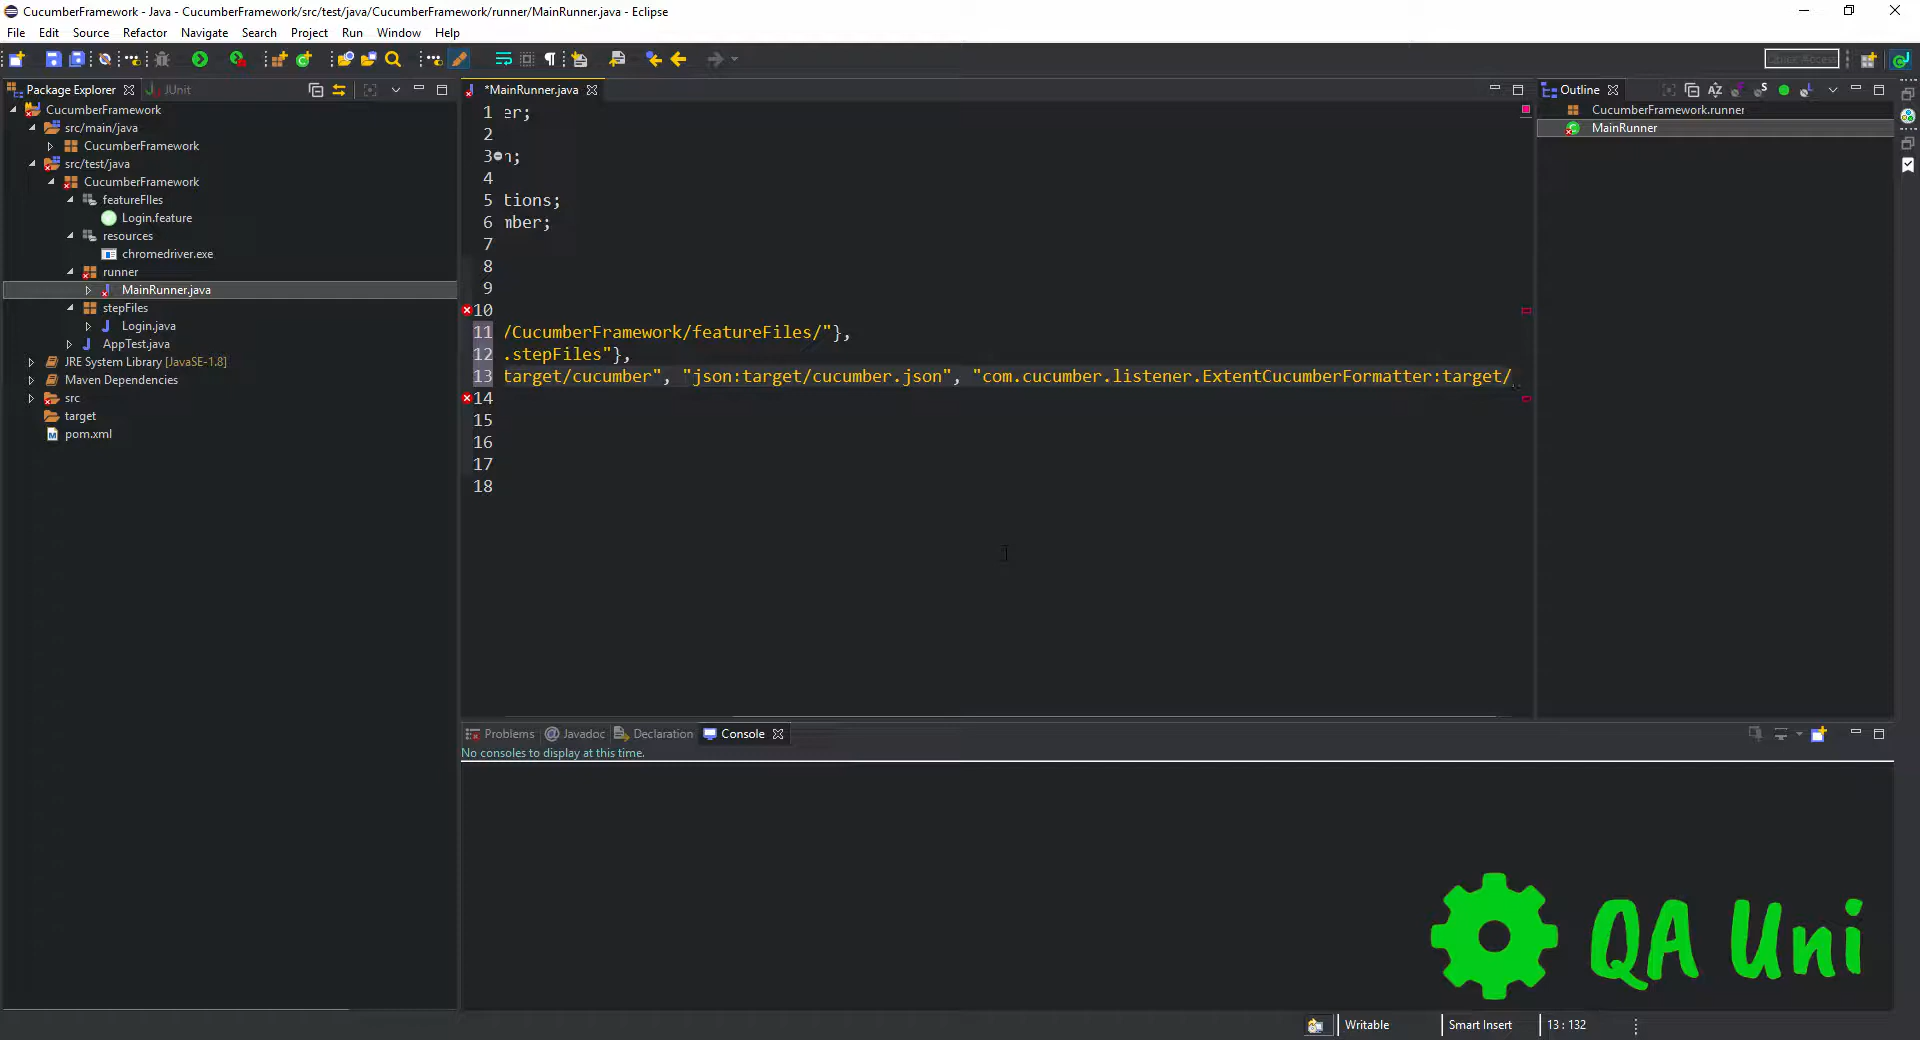 CucumberFramework - Java - CucumberFramework/src/test/java/CucumberFramework/runner/MainRunner.java - Eclipse
File Edit Source Refactor Navigate Search Project Run Window Help
Package Explorer
JUnit
CucumberFramework
src/main/java
CucumberFramework
src/test/java
CucumberFramework
featureFIles
Login.feature
resources
chromedriver.exe
runner
MainRunner.java
stepFiles
Login.java
AppTest.java
JRE System Library [JavaSE-1.8]
Maven Dependencies
src
target
pom.xml
*MainRunner.java
1 er;
2
3 n;
4
5 tions;
6 mber;
7
8
9
10
11 /CucumberFramework/featureFiles/"},
12 .stepFiles"},
13 target/cucumber", "json:target/cucumber.json", "com.cucumber.listener.ExtentCucumberFormatter:target/
14
15
16
17
18
Outline
CucumberFramework.runner
MainRunner
Problems @ Javadoc Declaration Console
No consoles to display at this time.
QA Uni
Writable Smart Insert 13 : 132